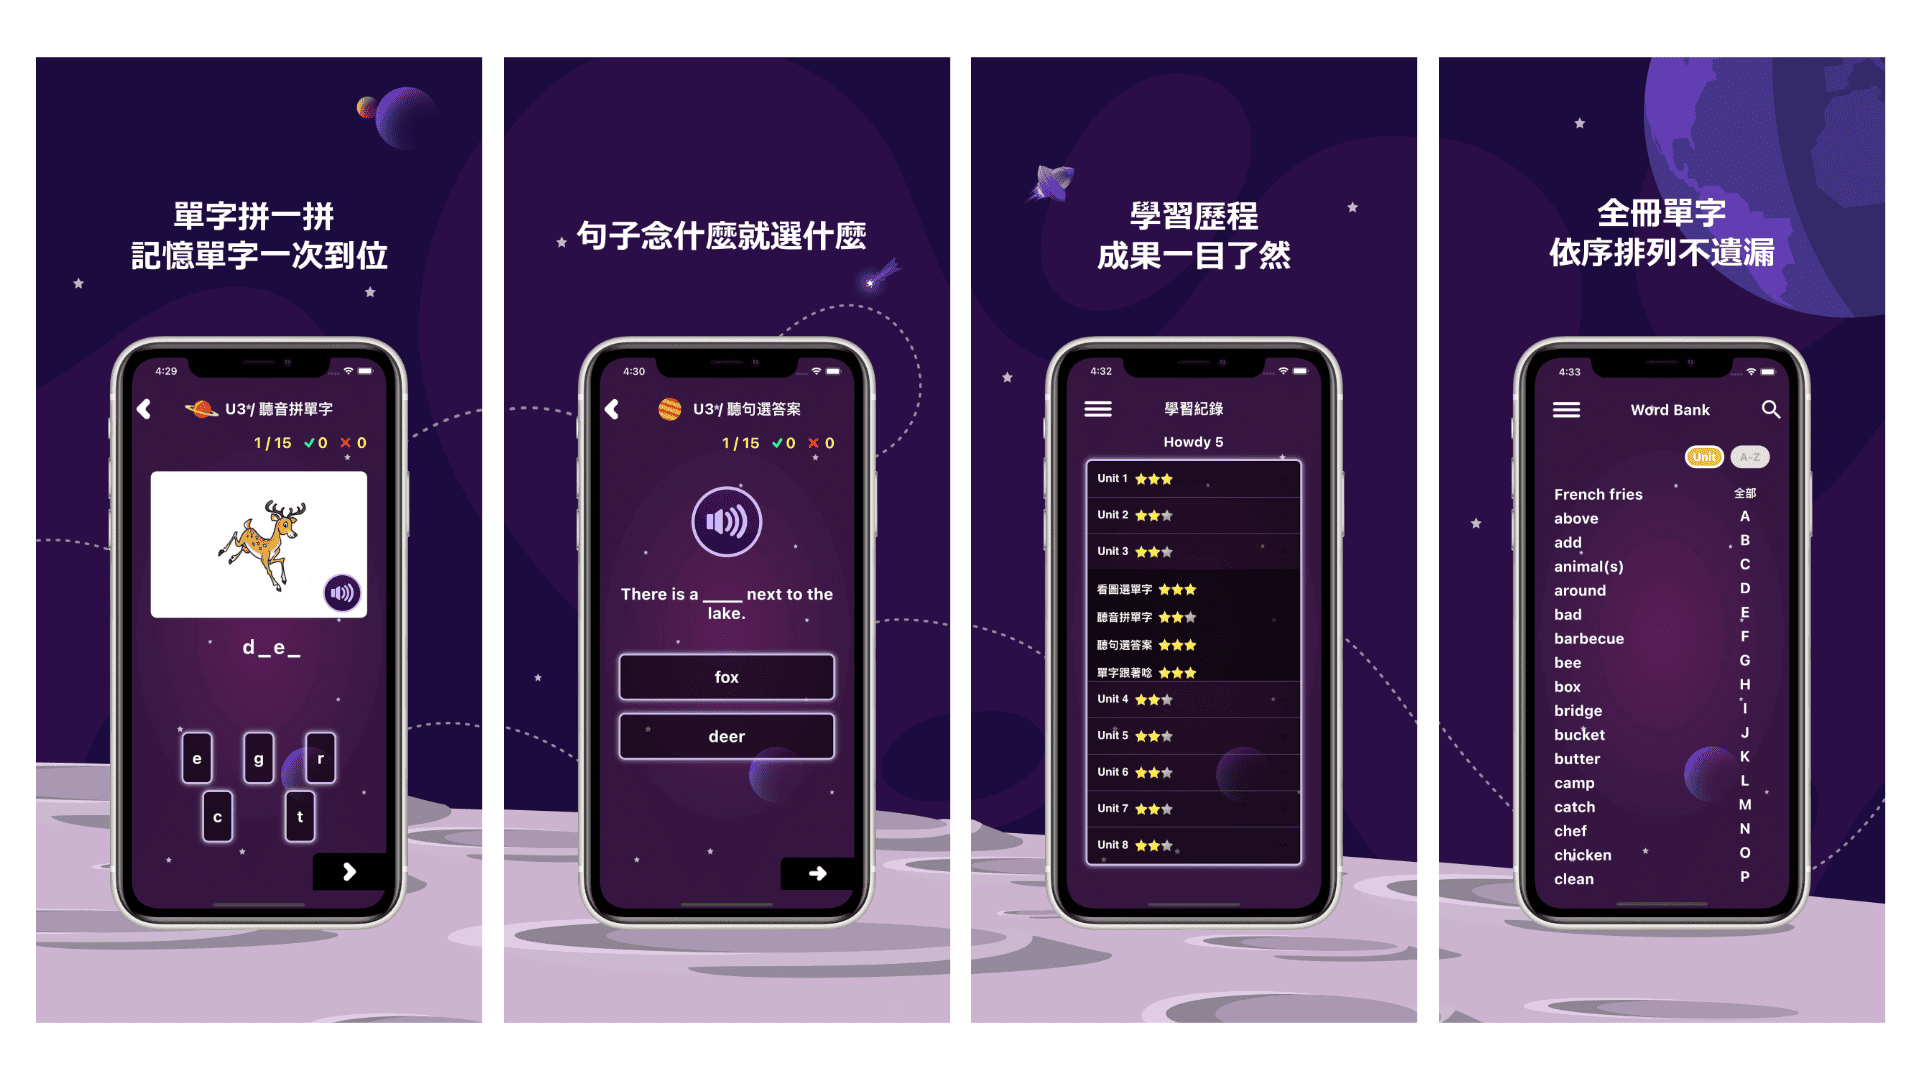 單字拼一拼
記憶單字一次到位
4:29
U3*/ 聽音拼單字
1 / 15 0 0
d _ e _
e g r
c t
句子念什麼就選什麼
4:30
U3*/ 聽句選答案
1 / 15 0 0
There is a _____ next to the
lake.
fox
deer
學習歷程
成果一目了然
4:32
學習紀錄
Howdy 5
Unit 1
Unit 2
Unit 3
看圖選單字
聽音拼單字
聽句選答案
單字跟著唸
Unit 4
Unit 5
Unit 6
Unit 7
Unit 8
全冊單字
依序排列不遺漏
4:33
Word Bank
Unit A-Z
French fries 全部
above A
add B
animal(s) C
around D
bad E
barbecue F
bee G
box H
bridge I
bucket J
butter K
camp L
catch M
chef N
chicken O
clean P